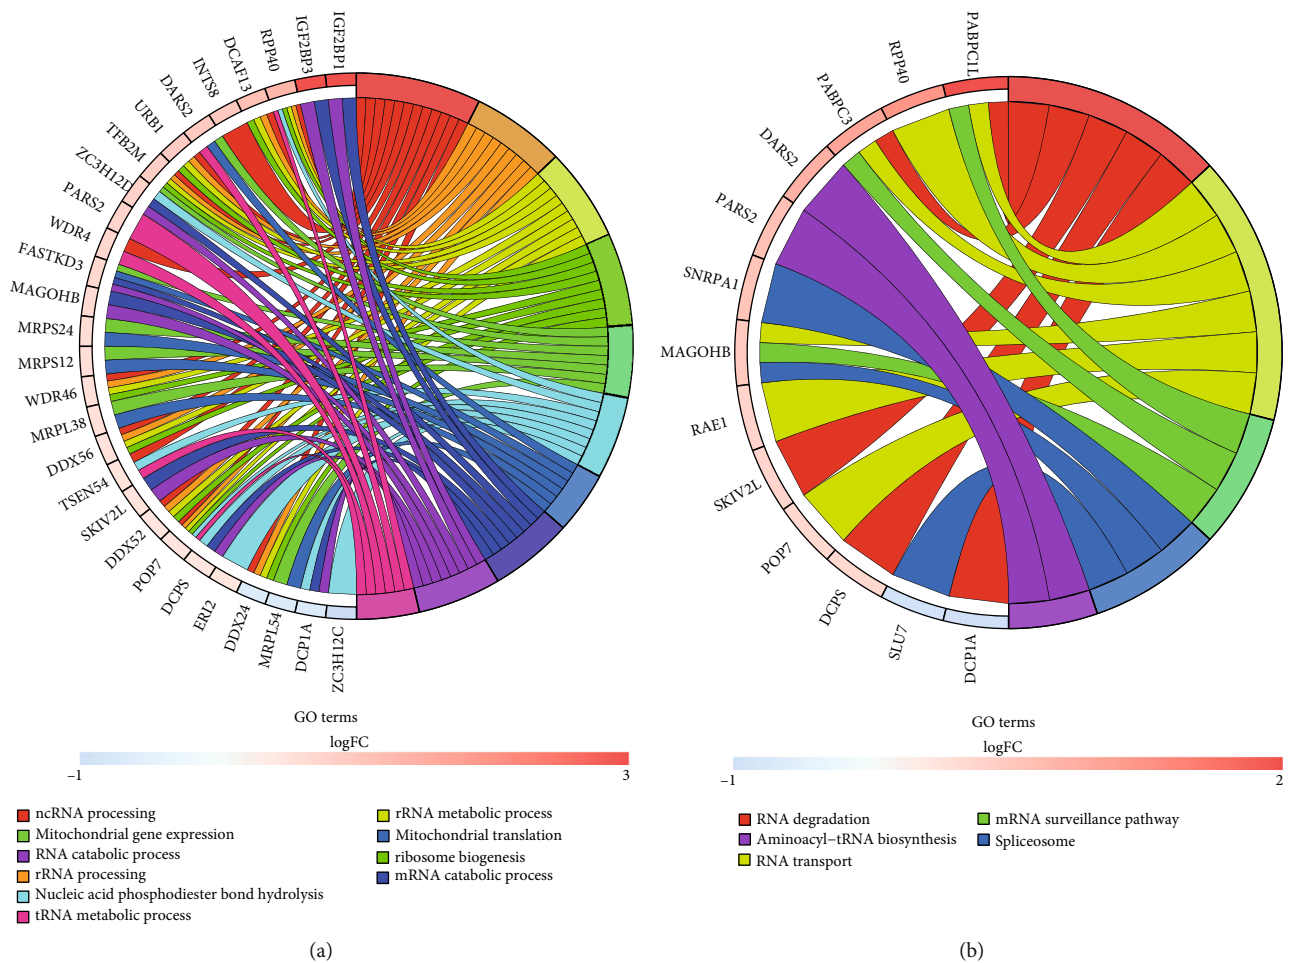 IGF2BP1
IGF2BP3
RPP40
DCAF13
INTS8
DARS2
URB1
TFB2M
ZC3H12D
PARS2
WDR4
FASTKD3
MAGOHB
MRPS24
MRPS12
WDR46
MRPL38
DDX56
TSEN54
SKIV2L
DDX52
POP7
DCPS
ERI2
DDX24
MRPL54
DCP1A
ZC3H12C
GO terms
logFC
−1 3
ncRNA processing
Mitochondrial gene expression
RNA catabolic process
rRNA processing
Nucleic acid phosphodiester bond hydrolysis
tRNA metabolic process
rRNA metabolic process
Mitochondrial translation
ribosome biogenesis
mRNA catabolic process
(a)
PABPC1L
RPP40
PABPC3
DARS2
PARS2
SNRPA1
MAGOHB
RAE1
SKIV2L
POP7
DCPS
SLU7
DCP1A
GO terms
logFC
−1 2
RNA degradation
Aminoacyl−tRNA biosynthesis
RNA transport
mRNA surveillance pathway
Spliceosome
(b)